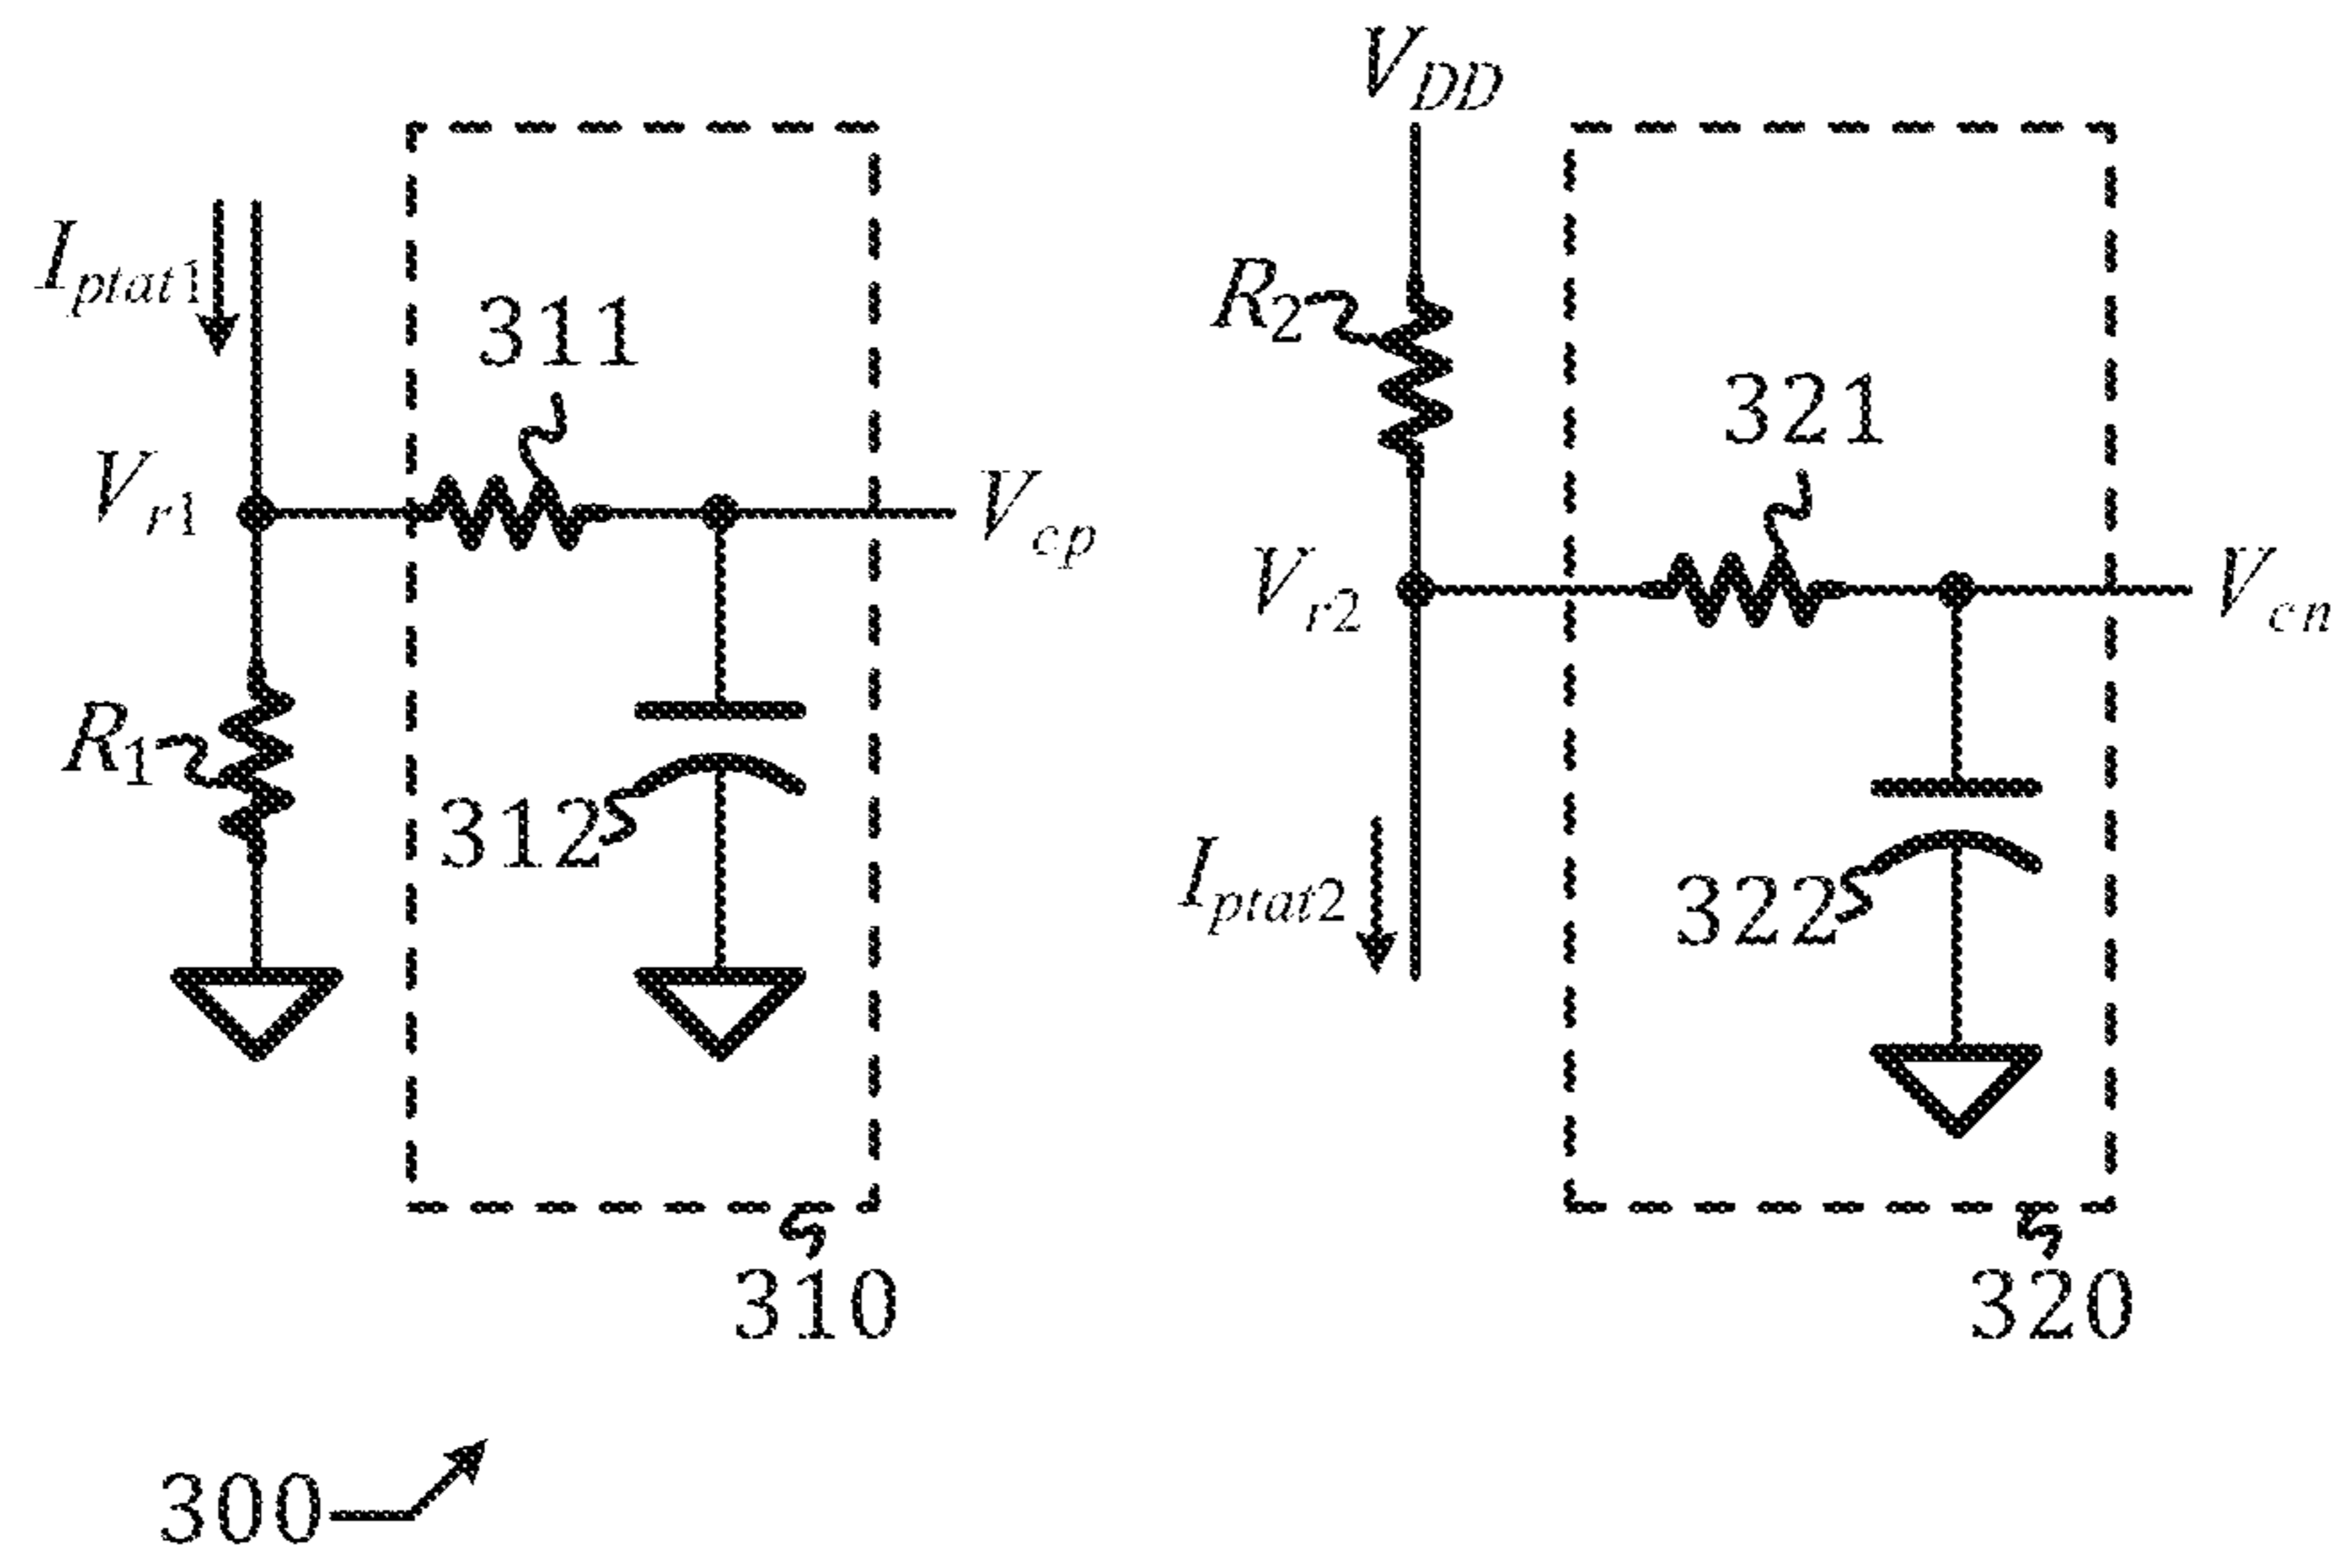 V_DD
I_ptat1
311
R_2
321
V_r1
V_cp
V_r2
V_cn
R_1
312
I_ptat2
322
310
320
300